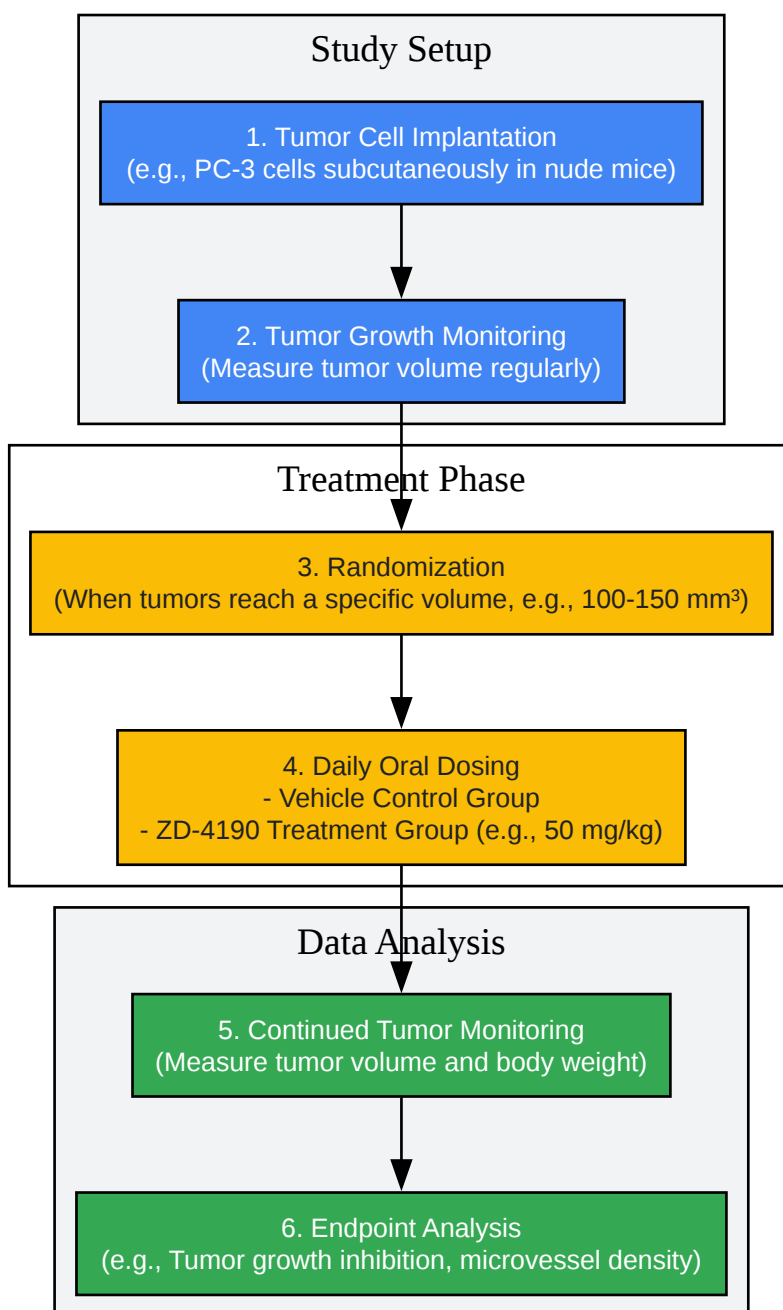 Study Setup
1. Tumor Cell Implantation
(e.g., PC-3 cells subcutaneously in nude mice)
2. Tumor Growth Monitoring
(Measure tumor volume regularly)
Treatment Phase
3. Randomization
(When tumors reach a specific volume, e.g., 100-150 mm³)
4. Daily Oral Dosing
- Vehicle Control Group
- ZD-4190 Treatment Group (e.g., 50 mg/kg)
Data Analysis
5. Continued Tumor Monitoring
(Measure tumor volume and body weight)
6. Endpoint Analysis
(e.g., Tumor growth inhibition, microvessel density)